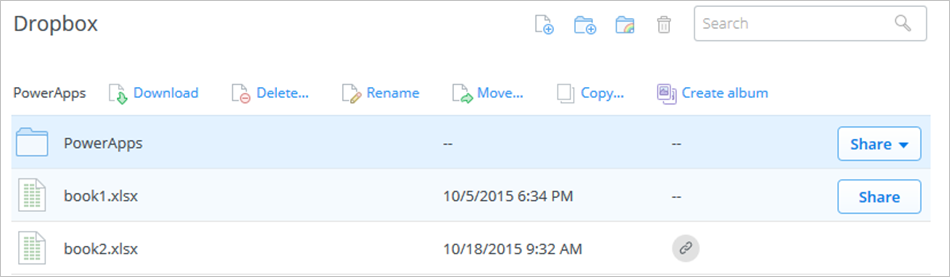 Dropbox
Search
PowerApps Download Delete... Rename Move... Copy... Create album
PowerApps -- -- Share
book1.xlsx 10/5/2015 6:34 PM -- Share
book2.xlsx 10/18/2015 9:32 AM